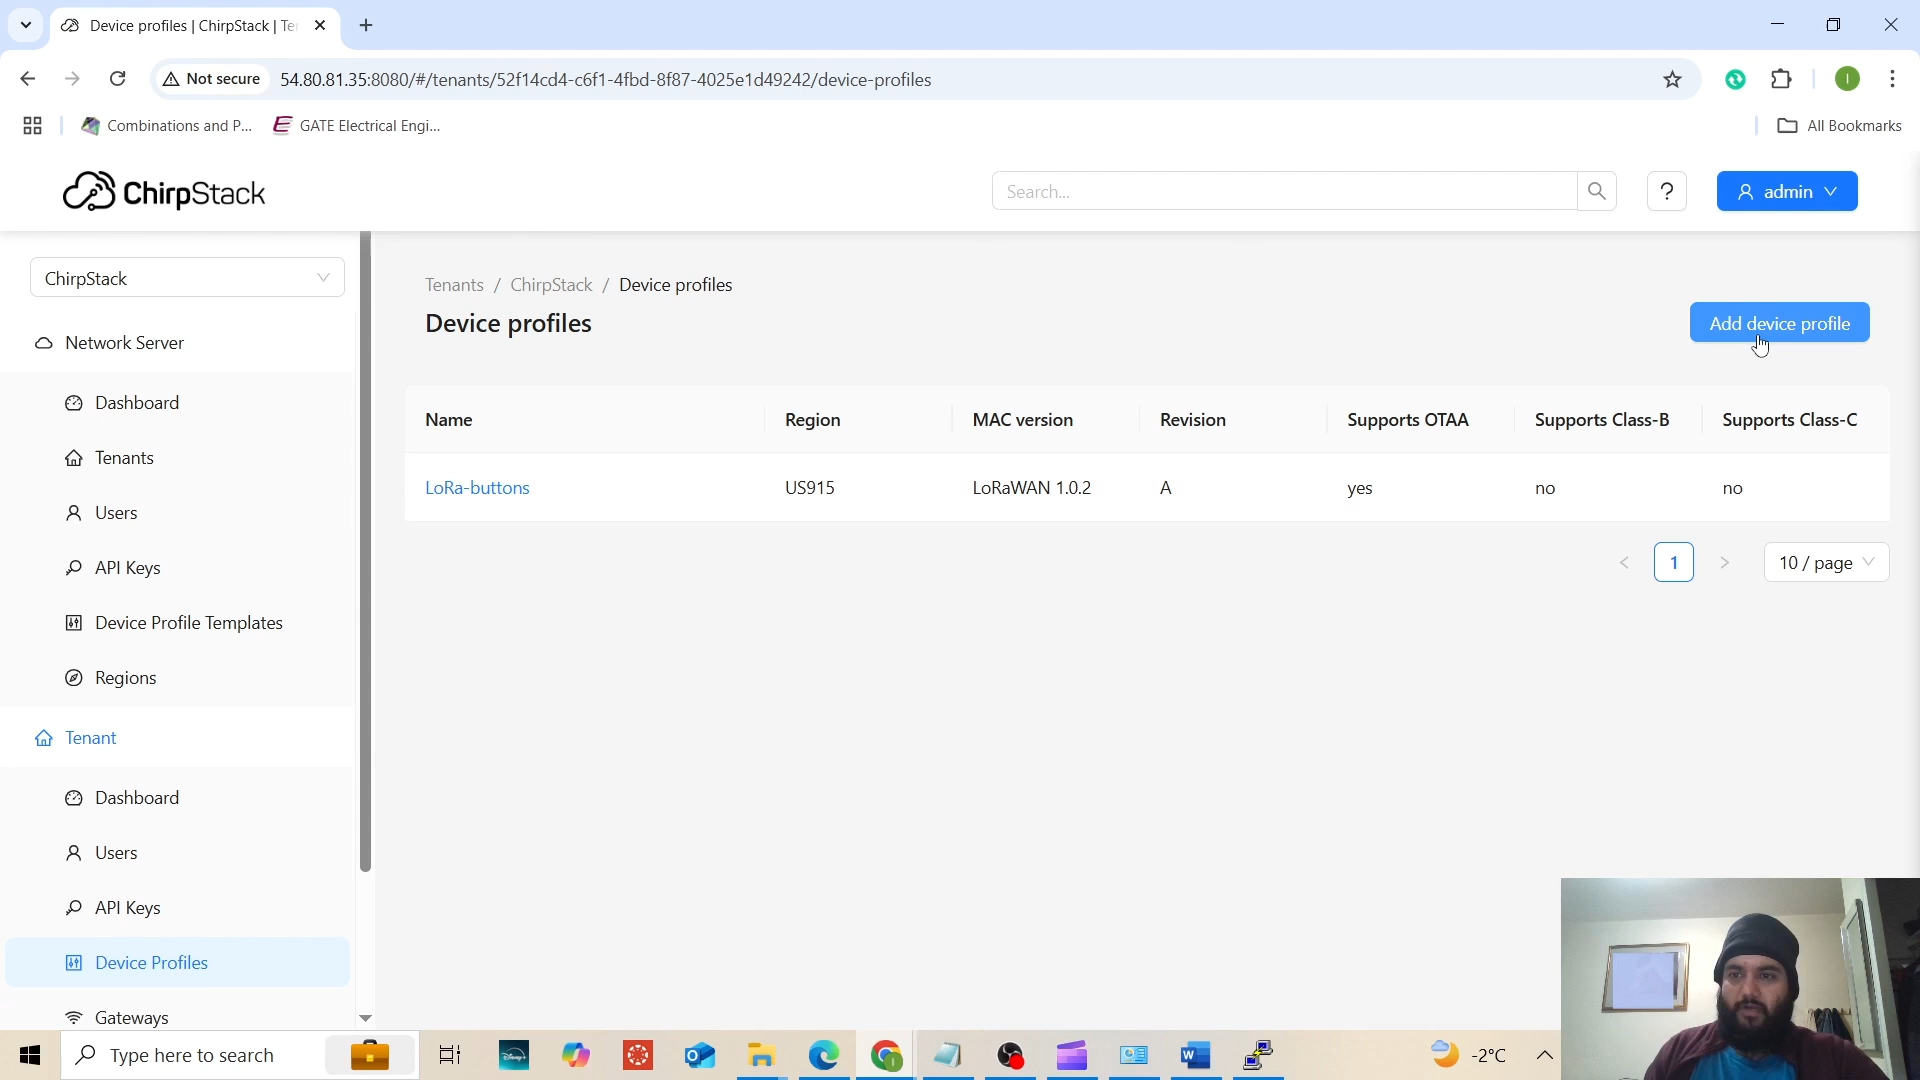 Device profiles | ChirpStack | Te
Not secure
54.80.81.35:8080/#/tenants/52f14cd4-c6f1-4fbd-8f87-4025e1d49242/device-profiles
I
Combinations and P...
GATE Electrical Engi...
All Bookmarks
ChirpStack
Search...
?
admin
ChirpStack
Network Server
Dashboard
Tenants
Users
API Keys
Device Profile Templates
Regions
Tenant
Dashboard
Users
API Keys
Device Profiles
Gateways
Tenants / ChirpStack / Device profiles
Device profiles
Add device profile
Name Region MAC version Revision Supports OTAA Supports Class-B Supports Class-C
LoRa-buttons US915 LoRaWAN 1.0.2 A yes no no
< 1 > 10 / page
Type here to search
-2°C